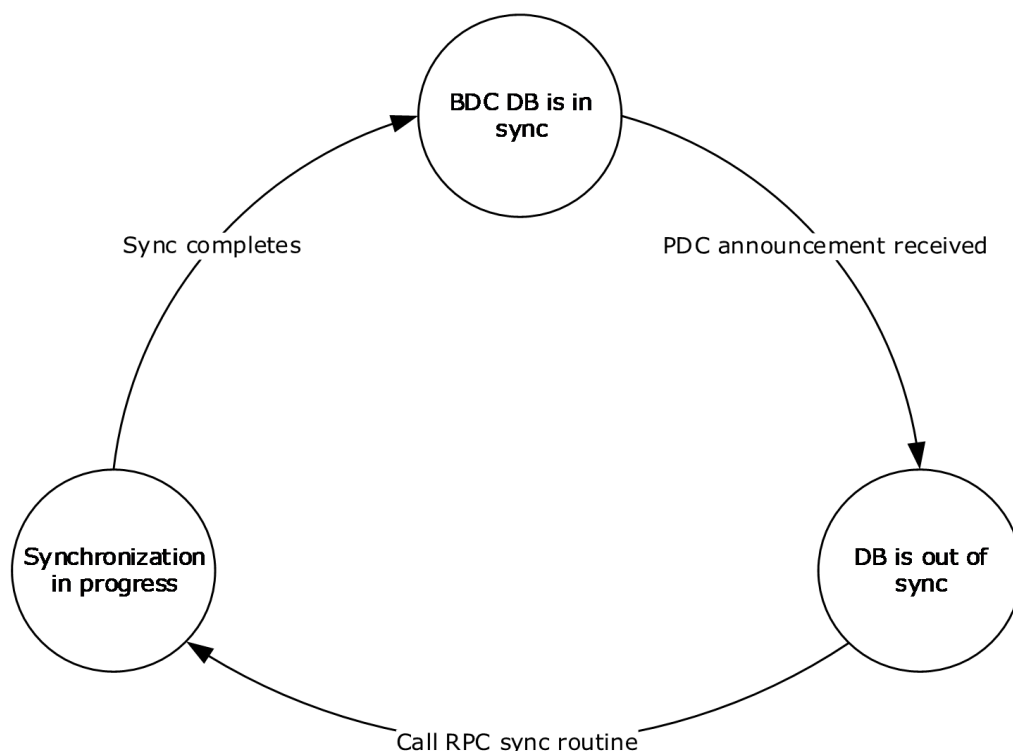 BDC DB is in
sync
Sync completes
PDC announcement received
Synchronization
in progress
DB is out of
sync
Call RPC sync routine